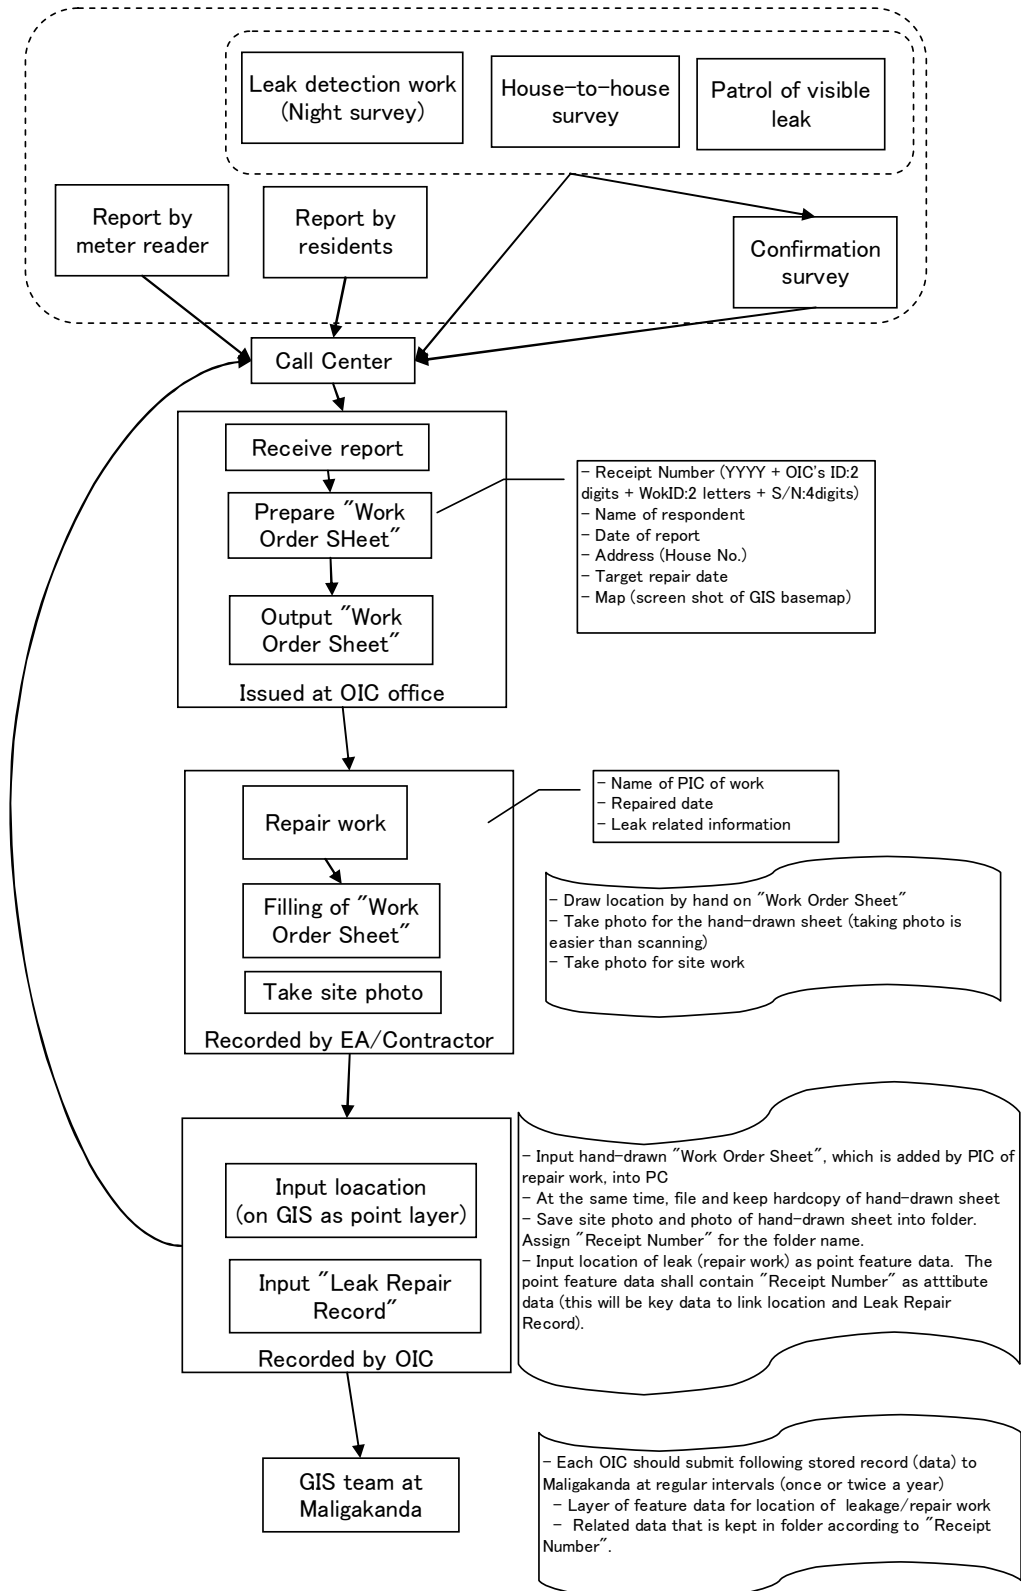 Leak detection work
(Night survey)
House-to-house
survey
Patrol of visible
leak
Report by
meter reader
Report by
residents
Confirmation
survey
Call Center
Receive report
Prepare "Work
Order SHeet"
Output "Work
Order Sheet"
Issued at OIC office
- Receipt Number (YYYY + OIC's ID:2
digits + WokID:2 letters + S/N:4digits)
- Name of respondent
- Date of report
- Address (House No.)
- Target repair date
- Map (screen shot of GIS basemap)
Repair work
Filling of "Work
Order Sheet"
Take site photo
Recorded by EA/Contractor
- Name of PIC of work
- Repaired date
- Leak related information
- Draw location by hand on "Work Order Sheet"
- Take photo for the hand-drawn sheet (taking photo is
easier than scanning)
- Take photo for site work
Input loacation
(on GIS as point layer)
Input "Leak Repair
Record"
Recorded by OIC
- Input hand-drawn "Work Order Sheet", which is added by PIC of
repair work, into PC
- At the same time, file and keep hardcopy of hand-drawn sheet
- Save site photo and photo of hand-drawn sheet into folder.
Assign "Receipt Number" for the folder name.
- Input location of leak (repair work) as point feature data.  The
point feature data shall contain "Receipt Number" as atttibute
data (this will be key data to link location and Leak Repair
Record).
GIS team at
Maligakanda
- Each OIC should submit following stored record (data) to
Maligakanda at regular intervals (once or twice a year)
- Layer of feature data for location of  leakage/repair work
-  Related data that is kept in folder according to "Receipt
Number".